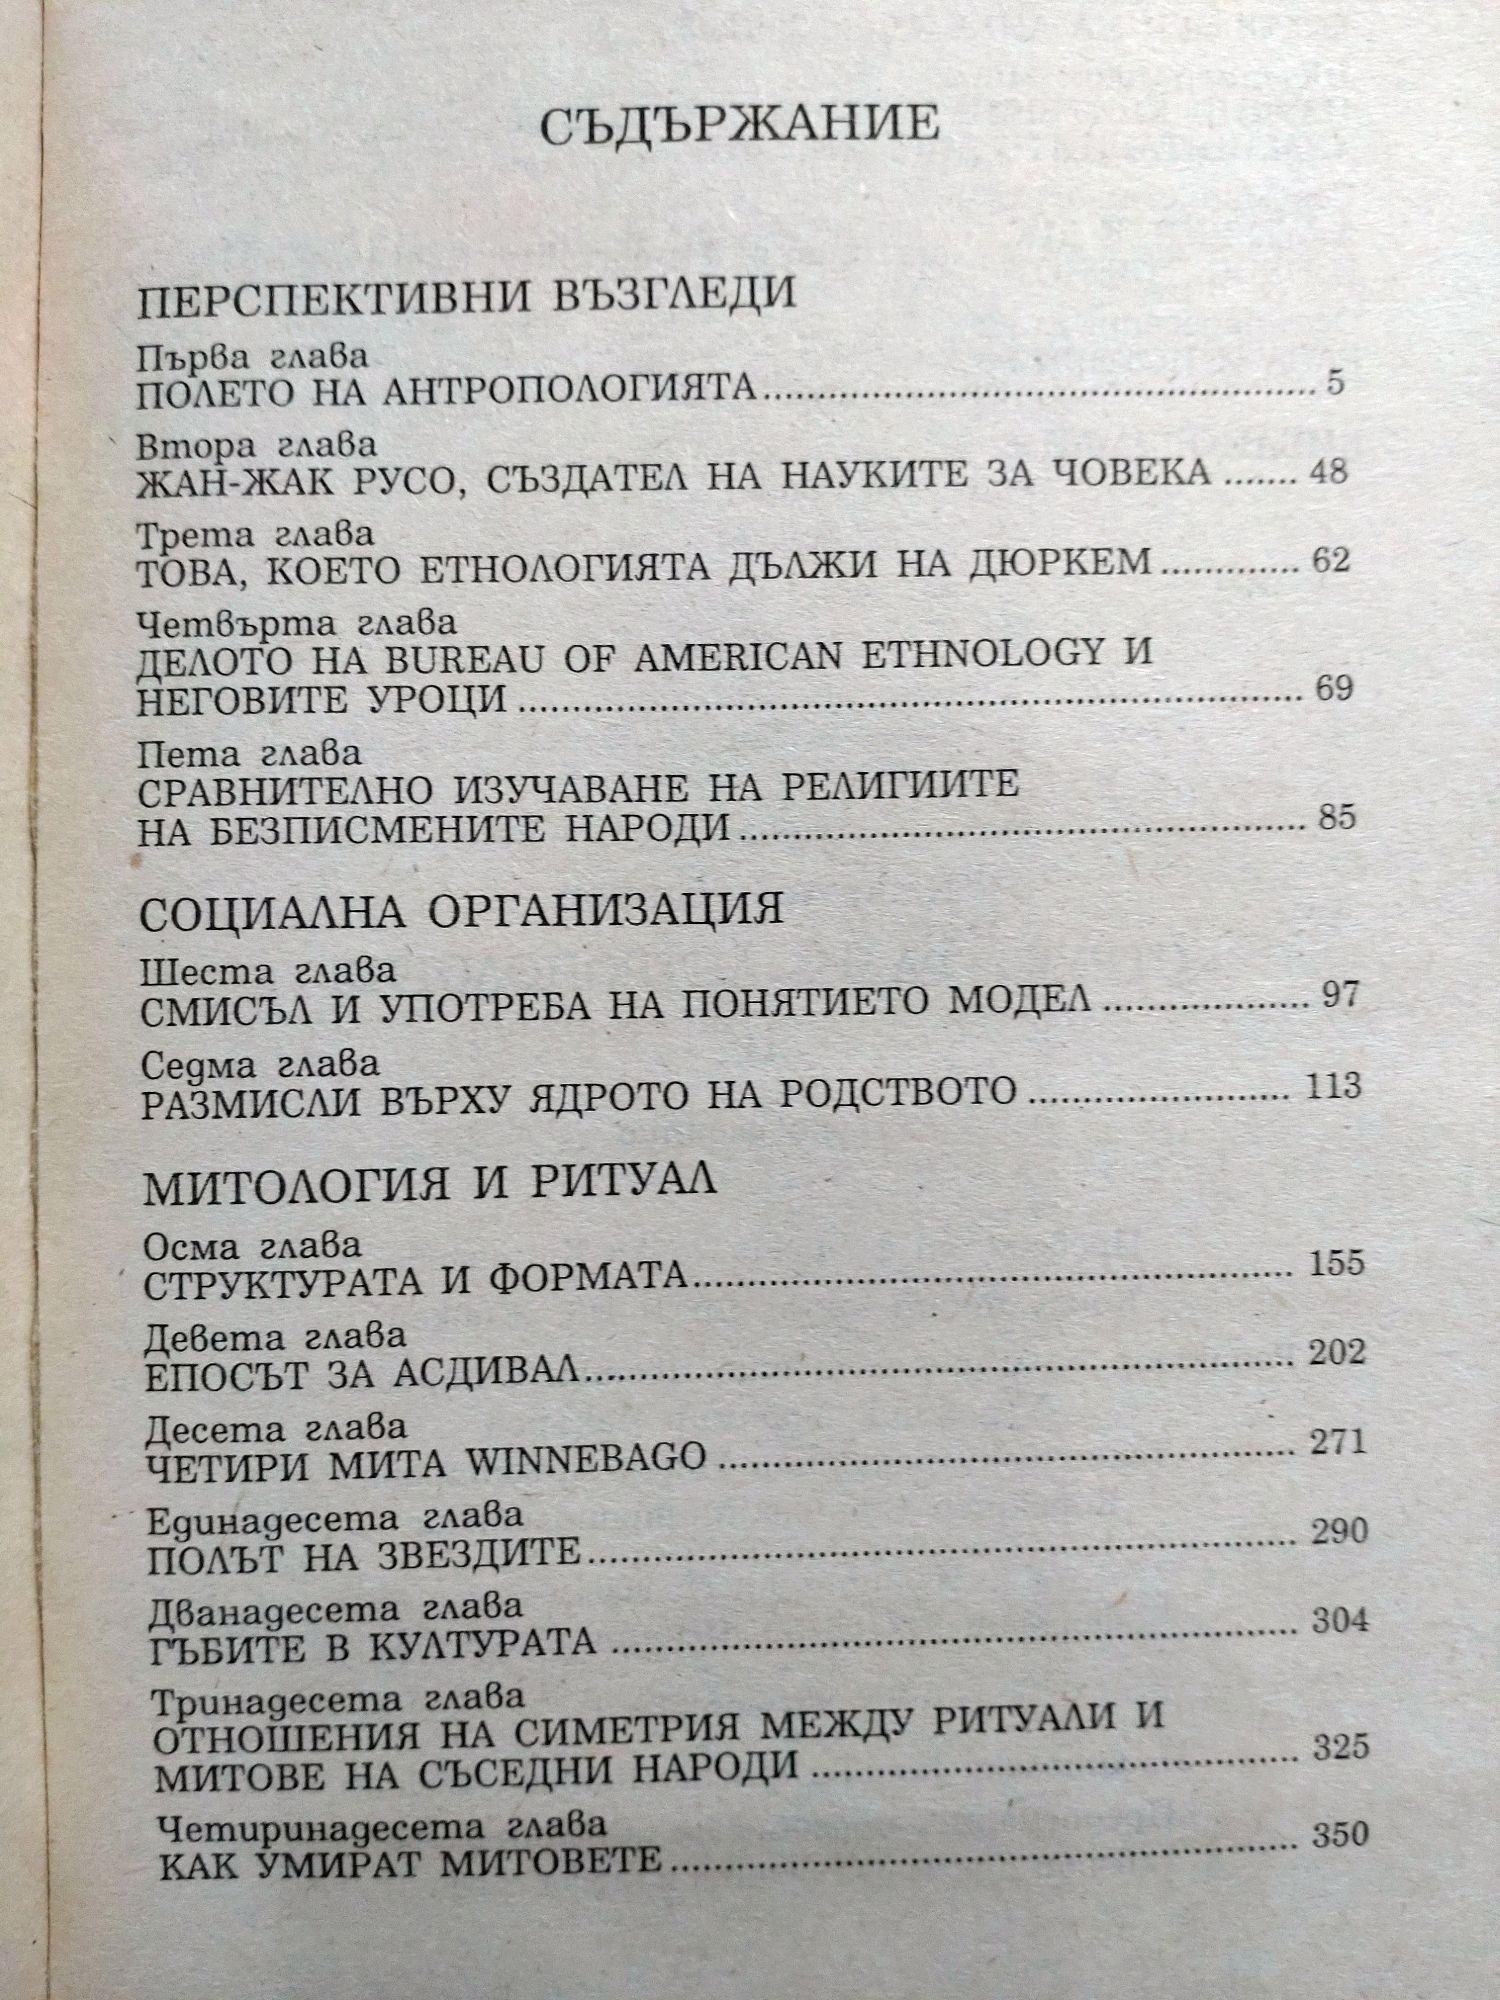 СЪДЪРЖАНИЕ
ПЕРСПЕКТИВНИ ВЪЗГЛЕДИ
Първа глава
ПОЛЕТО НА АНТРОПОЛОГИЯТА.................................................. 5
Втора глава
ЖАН-ЖАК РУСО, СЪЗДАТЕЛ НА НАУКИТЕ ЗА ЧОВЕКА ....... 48
Трета глава
ТОВА, КОЕТО ЕТНОЛОГИЯТА ДЪЛЖИ НА ДЮРКЕМ............. 62
Четвърта глава
ДЕЛОТО НА BUREAU OF AMERICAN ETHNOLOGY И
НЕГОВИТЕ УРОЦИ ....................................................................... 69
Пета глава
СРАВНИТЕЛНО ИЗУЧАВАНЕ НА РЕЛИГИИТЕ
НА БЕЗПИСМЕНИТЕ НАРОДИ.................................................... 85
СОЦИАЛНА ОРГАНИЗАЦИЯ
Шеста глава
СМИСЪЛ И УПОТРЕБА НА ПОНЯТИЕТО МОДЕЛ ................... 97
Седма глава
РАЗМИСЛИ ВЪРХУ ЯДРОТО НА РОДСТВОТО ........................ 113
МИТОЛОГИЯ И РИТУАЛ
Осма глава
СТРУКТУРАТА И ФОРМАТА...................................................... 155
Девета глава
ЕПОСЪТ ЗА АСДИВАЛ................................................................ 202
Десета глава
ЧЕТИРИ МИТА WINNEBAGO .................................................... 271
Единадесета глава
ПОЛЪТ НА ЗВЕЗДИТЕ................................................................ 290
Дванадесета глава
ГЪБИТЕ В КУЛТУРАТА .............................................................. 304
Тринадесета глава
ОТНОШЕНИЯ НА СИМЕТРИЯ МЕЖДУ РИТУАЛИ И
МИТОВЕ НА СЪСЕДНИ НАРОДИ ............................................ 325
Четиринадесета глава
КАК УМИРАТ МИТОВЕТЕ......................................................... 350